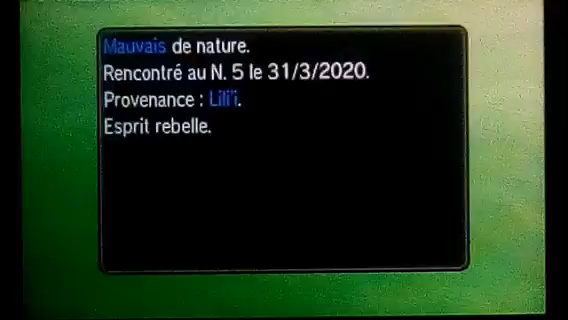 Mauvais de nature.
Rencontré au N. 5 le 31/3/2020.
Provenance : Lili'i.
Esprit rebelle.